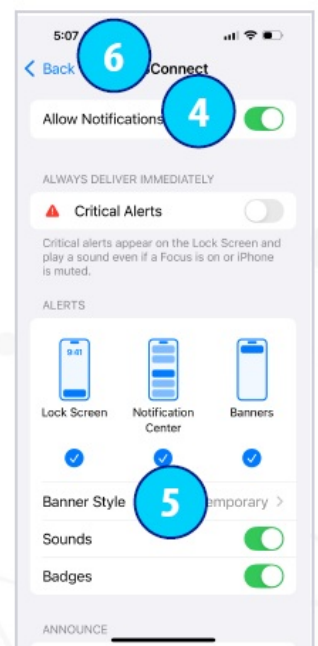 5:07
6
Back Connect
Allow Notifications 4
ALWAYS DELIVER IMMEDIATELY
Critical Alerts
Critical alerts appear on the Lock Screen and
play a sound even if a Focus is on or iPhone
is muted.
ALERTS
9:41
Lock Screen Notification Banners
Center
Banner Style 5 emporary >
Sounds
Badges
ANNOUNCE